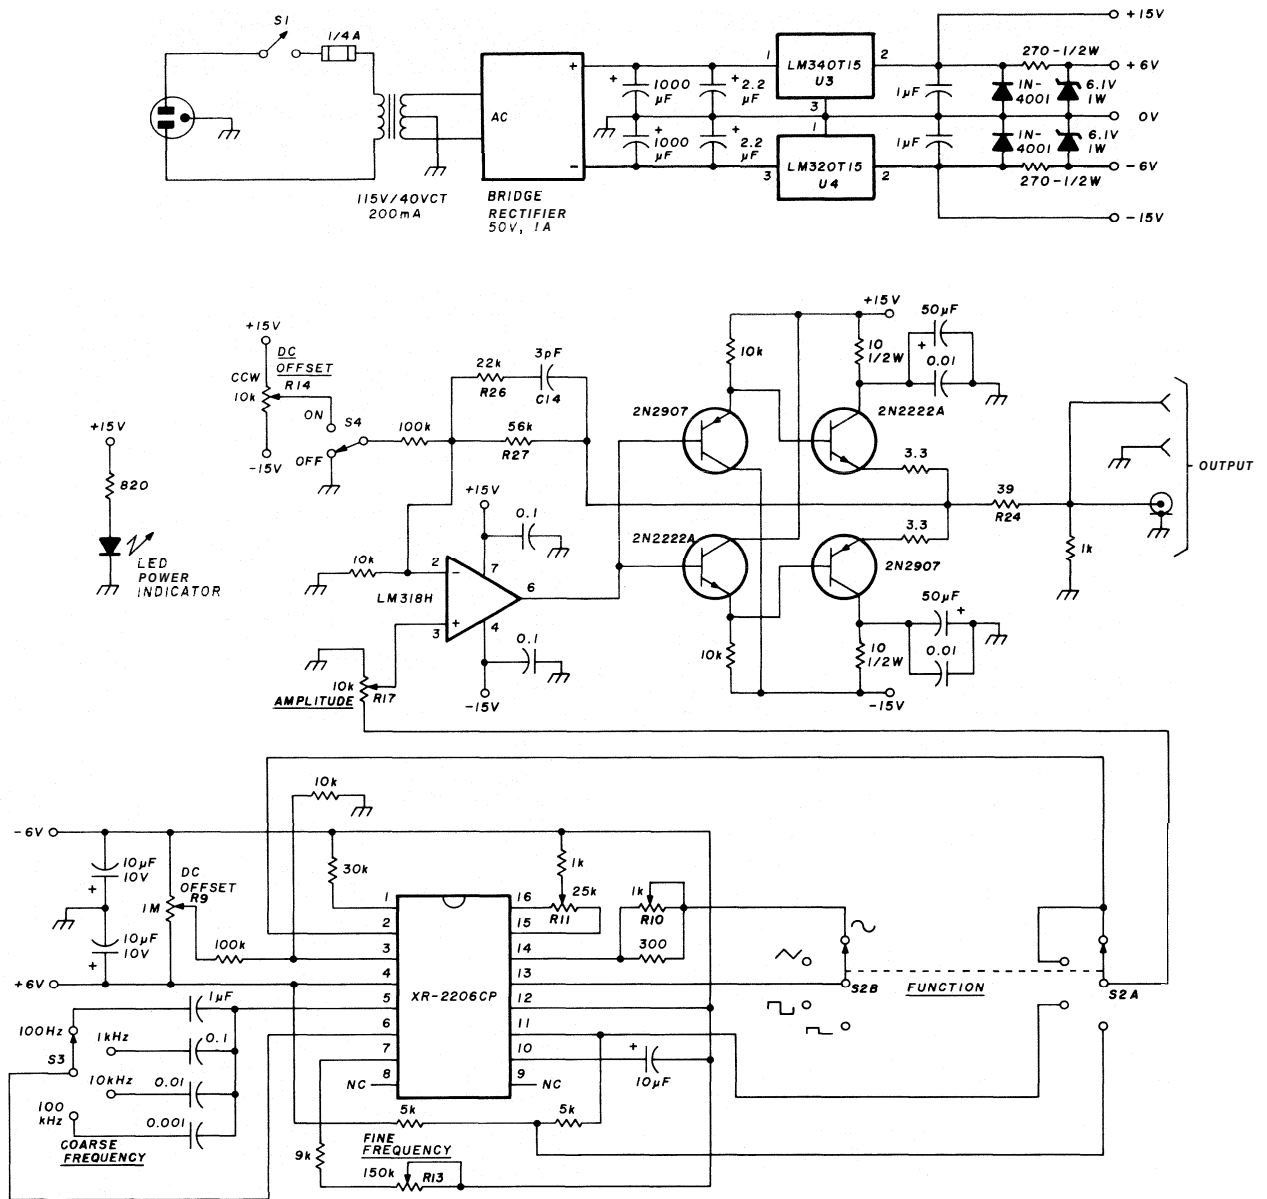 S1
1/4A
115V/40VCT
200mA
AC
+
-
BRIDGE
RECTIFIER
50V, 1A
+
1000
µF
+
2.2
µF
+
1000
µF
+
2.2
µF
1
LM340T15
U3
2
3
1
LM320T15
U4
3
2
1µF
1µF
1N-
4001
1N-
4001
270-1/2W
6.1V
1W
6.1V
1W
270-1/2W
+15V
+6V
0V
-6V
-15V
+15V
820
LED
POWER
INDICATOR
+15V
DC
OFFSET
CCW
R14
10k
-15V
ON
OFF
S4
100k
22k
R26
3pF
C14
56k
R27
+15V
0.1
10k
2
-
7
6
LM318H
3
+
4
0.1
-15V
10k
R17
AMPLITUDE
+15V
10k
2N2907
2N2222A
10
1/2W
50µF
+
0.01
3.3
39
R24
1k
OUTPUT
2N2222A
3.3
2N2907
10k
10
1/2W
50µF
+
0.01
-15V
-6V
10µF
10V
+
10µF
10V
+
+6V
DC
OFFSET
R9
1M
100k
10k
30k
1k
25k
R11
1k
R10
300
XR-2206CP
1
2
3
4
5
6
7
8
16
15
14
13
12
11
10
9
NC
NC
+
10µF
S2B
FUNCTION
S2A
100Hz
1µF
1kHz
0.1
S3
10kHz
0.01
100
kHz
0.001
COARSE
FREQUENCY
5k
5k
9k
FINE
FREQUENCY
150k
R13